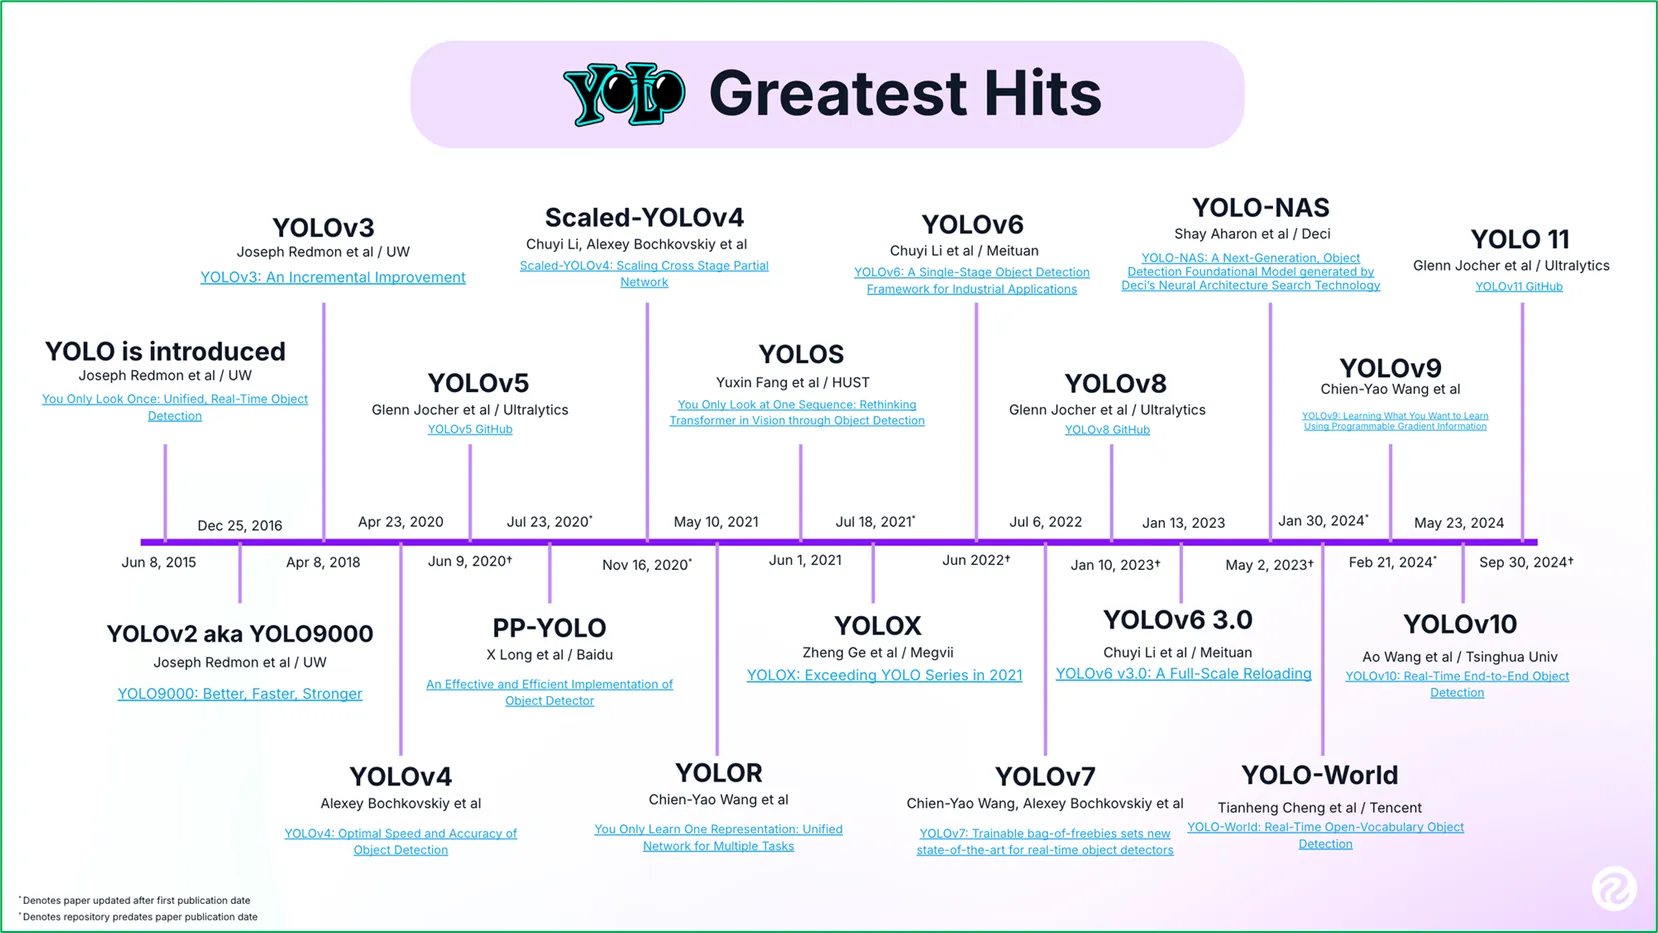 YOLO Greatest Hits
YOLOv3
Joseph Redmon et al / UW
YOLOv3: An Incremental Improvement
Scaled-YOLOv4
Chuyi Li, Alexey Bochkovskiy et al
Scaled-YOLOv4: Scaling Cross Stage Partial
Network
YOLOv6
Chuyi Li et al / Meituan
YOLOv6: A Single-Stage Object Detection
Framework for Industrial Applications
YOLO-NAS
Shay Aharon et al / Deci
YOLO-NAS: A Next-Generation, Object
Detection Foundational Model generated by
Deci's Neural Architecture Search Technology
YOLO 11
Glenn Jocher et al / Ultralytics
YOLOv11 GitHub
YOLO is introduced
Joseph Redmon et al / UW
You Only Look Once: Unified, Real-Time Object
Detection
YOLOv5
Glenn Jocher et al / Ultralytics
YOLOv5 GitHub
YOLOS
Yuxin Fang et al / HUST
You Only Look at One Sequence: Rethinking
Transformer in Vision through Object Detection
YOLOv8
Glenn Jocher et al / Ultralytics
YOLOv8 GitHub
YOLOv9
Chien-Yao Wang et al
YOLOv9: Learning What You Want to Learn
Using Programmable Gradient Information
Dec 25, 2016
Apr 23, 2020
Jul 23, 2020*
May 10, 2021
Jul 18, 2021*
Jul 6, 2022
Jan 13, 2023
Jan 30, 2024*
May 23, 2024
Jun 8, 2015
Apr 8, 2018
Jun 9, 2020†
Nov 16, 2020*
Jun 1, 2021
Jun 2022†
Jan 10, 2023†
May 2, 2023†
Feb 21, 2024*
Sep 30, 2024†
YOLOv2 aka YOLO9000
Joseph Redmon et al / UW
YOLO9000: Better, Faster, Stronger
PP-YOLO
X Long et al / Baidu
An Effective and Efficient Implementation of
Object Detector
YOLOX
Zheng Ge et al / Megvii
YOLOX: Exceeding YOLO Series in 2021
YOLOv6 3.0
Chuyi Li et al / Meituan
YOLOv6 v3.0: A Full-Scale Reloading
YOLOv10
Ao Wang et al / Tsinghua Univ
YOLOv10: Real-Time End-to-End Object
Detection
YOLOv4
Alexey Bochkovskiy et al
YOLOv4: Optimal Speed and Accuracy of
Object Detection
YOLOR
Chien-Yao Wang et al
You Only Learn One Representation: Unified
Network for Multiple Tasks
YOLOv7
Chien-Yao Wang, Alexey Bochkovskiy et al
YOLOv7: Trainable bag-of-freebies sets new
state-of-the-art for real-time object detectors
YOLO-World
Tianheng Cheng et al / Tencent
YOLO-World: Real-Time Open-Vocabulary Object
Detection
* Denotes paper updated after first publication date
* Denotes repository predates paper publication date